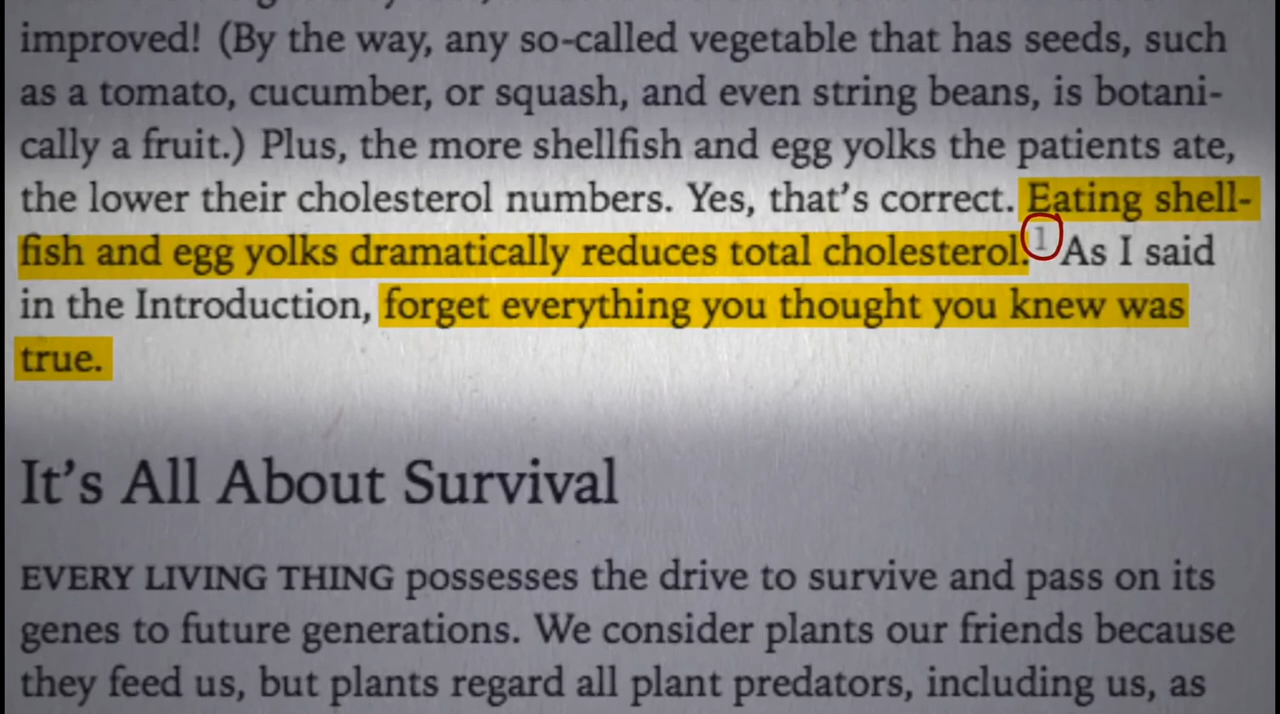 improved! (By the way, any so-called vegetable that has seeds, such
as a tomato, cucumber, or squash, and even string beans, is botani-
cally a fruit.) Plus, the more shellfish and egg yolks the patients ate,
the lower their cholesterol numbers. Yes, that's correct. Eating shell-
fish and egg yolks dramatically reduces total cholesterol.1 As I said
in the Introduction, forget everything you thought you knew was
true.
It's All About Survival
EVERY LIVING THING possesses the drive to survive and pass on its
genes to future generations. We consider plants our friends because
they feed us, but plants regard all plant predators, including us, as